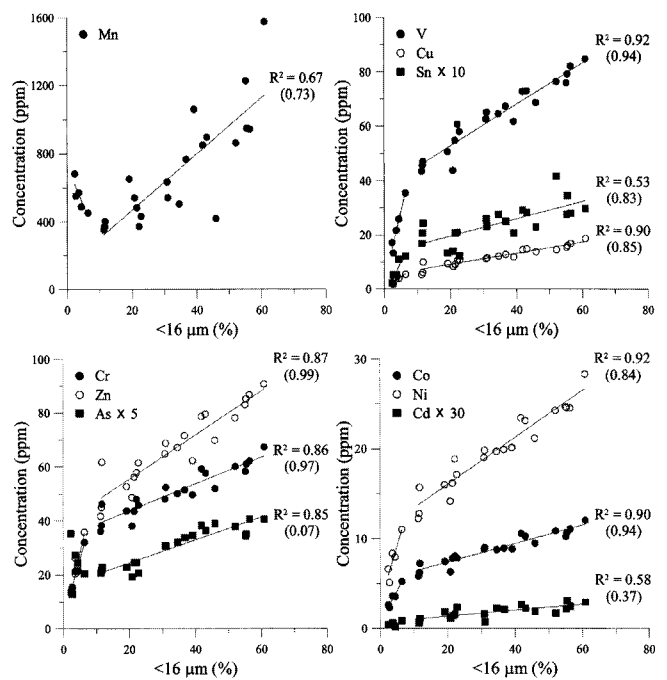 1600
1200
800
400
0
Concentration (ppm)
Mn
R² = 0.67
(0.73)
0 20 40 60 80
<16 μm (%)
100
80
60
40
20
0
Concentration (ppm)
V
Cu
Sn × 10
R² = 0.92
(0.94)
R² = 0.53
(0.83)
R² = 0.90
(0.85)
0 20 40 60 80
<16 μm (%)
100
80
60
40
20
0
Concentration (ppm)
Cr
Zn
As × 5
R² = 0.87
(0.99)
R² = 0.86
(0.97)
R² = 0.85
(0.07)
0 20 40 60 80
<16 μm (%)
30
20
10
0
Concentration (ppm)
Co
Ni
Cd × 30
R² = 0.92
(0.84)
R² = 0.90
(0.94)
R² = 0.58
(0.37)
0 20 40 60 80
<16 μm (%)